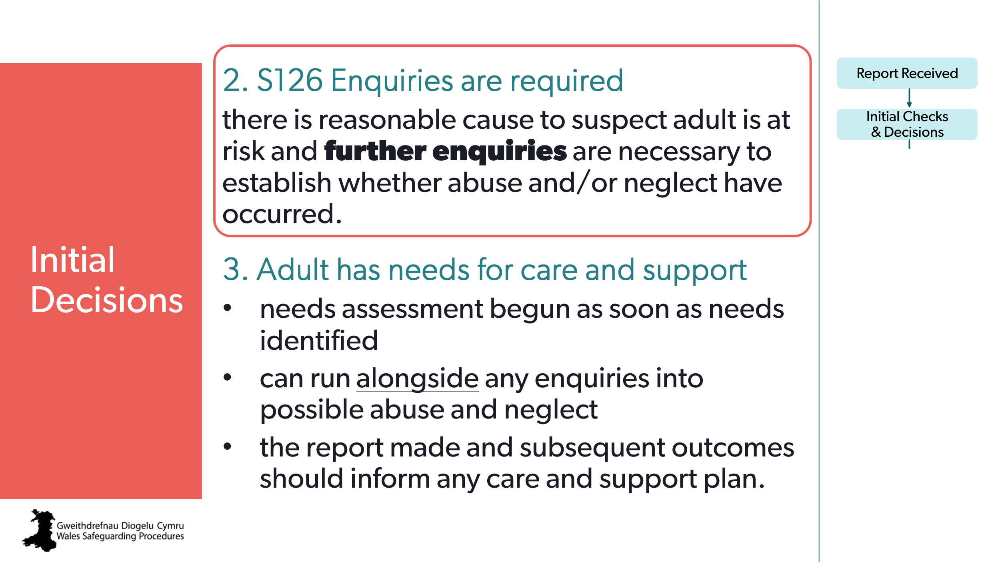 Initial
Decisions
2. S126 Enquiries are required
there is reasonable cause to suspect adult is at
risk and further enquiries are necessary to
establish whether abuse and/or neglect have
occurred.
3. Adult has needs for care and support
• needs assessment begun as soon as needs
identified
• can run alongside any enquiries into
possible abuse and neglect
• the report made and subsequent outcomes
should inform any care and support plan.
Report Received
Initial Checks
& Decisions
Gweithdrefnau Diogelu Cymru
Wales Safeguarding Procedures